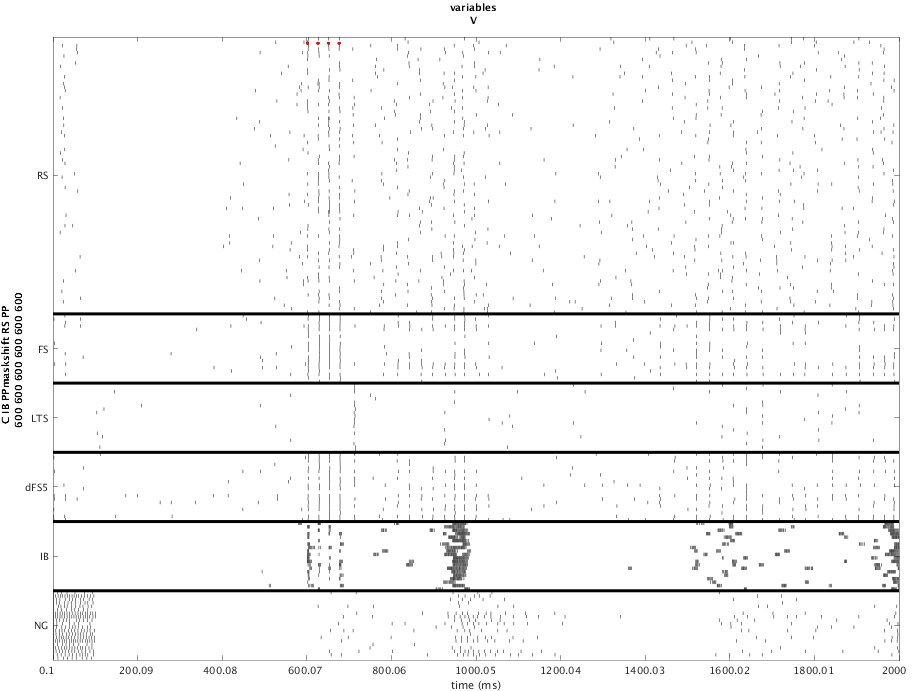 variables
V
C IB PPmaskshift RS PP
600 600 600 600 600 600 600
RS
FS
LTS
dFS5
IB
NG
0.1 200.09 400.08 600.07 800.06 1000.05 1200.04 1400.03 1600.02 1800.01 2000
time (ms)